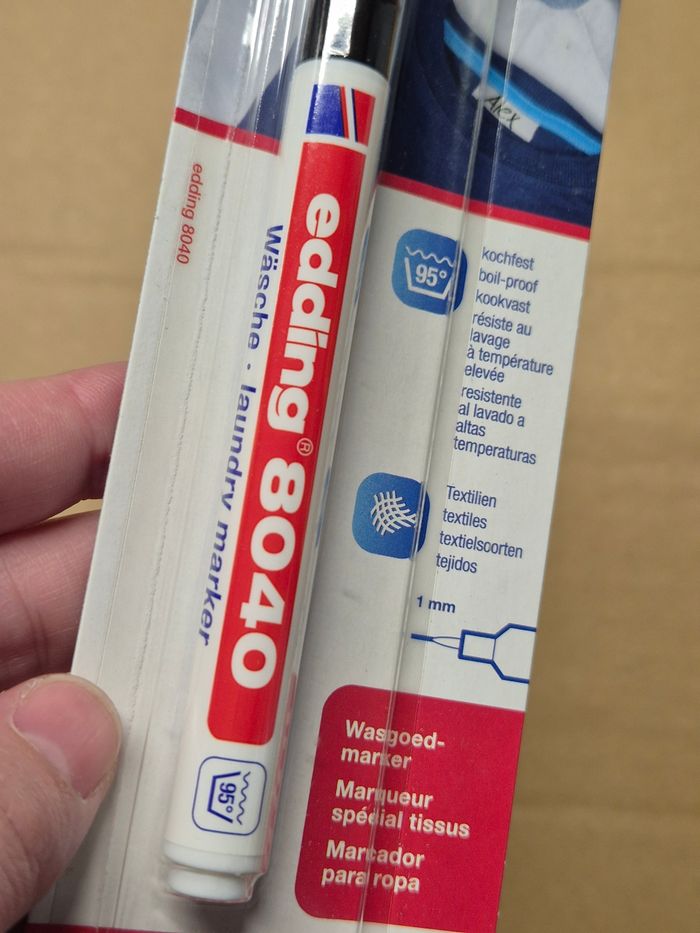 Alex
edding 8040
edding® 8040
wäsche · laundry marker
95°
95°
kochfest
boil-proof
kookvast
résiste au
lavage
à température
elevée
resistente
al lavado a
altas
temperaturas
Textilien
textiles
textielsoorten
tejidos
1 mm
Wasgoed-
marker
Marqueur
spécial tissus
Marcador
para ropa